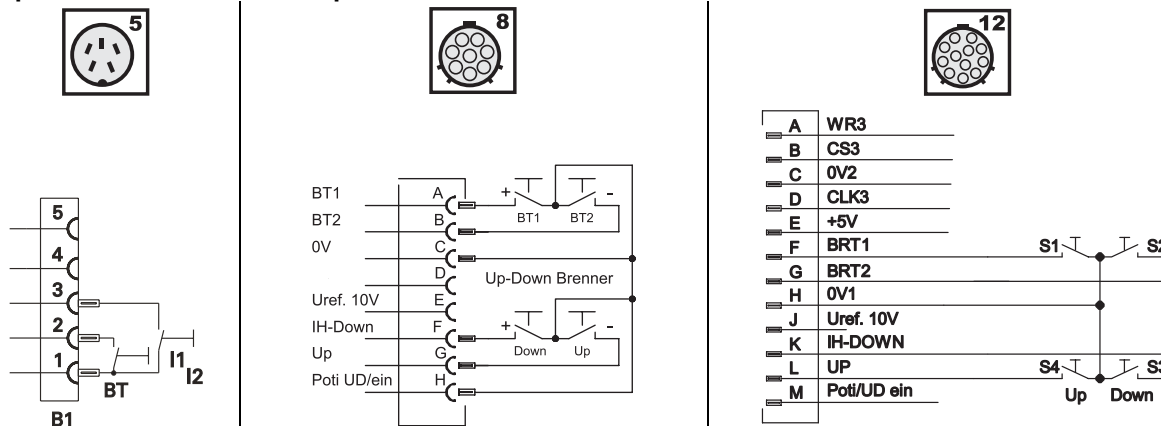 5
5
4
3
2
1
BT
I1
I2
B1
8
BT1
BT2
0V
Uref. 10V
IH-Down
Up
Poti UD/ein
A
B
C
D
E
F
G
H
+ -
BT1 BT2
Up-Down Brenner
+ -
Down Up
12
A WR3
B CS3
C 0V2
D CLK3
E +5V
F BRT1
G BRT2
H 0V1
J Uref. 10V
K IH-DOWN
L UP
M Poti/UD ein
S1 S2
S4 S3
Up Down